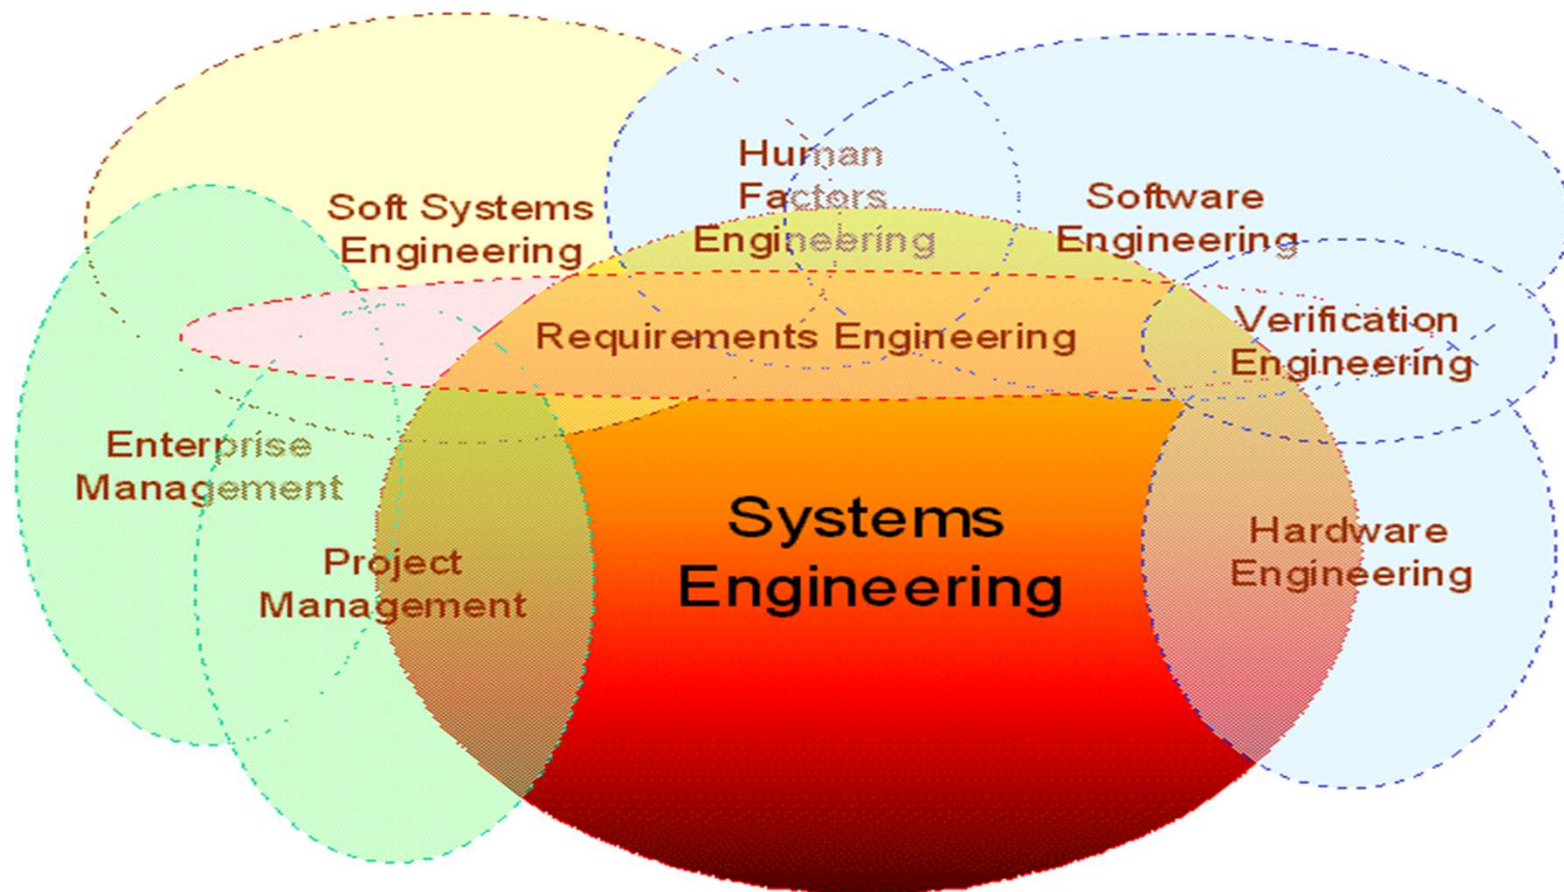 Human
Factors
Engineering
Soft Systems
Engineering
Software
Engineering
Requirements Engineering
Verification
Engineering
Enterprise
Management
Systems
Engineering
Hardware
Engineering
Project
Management